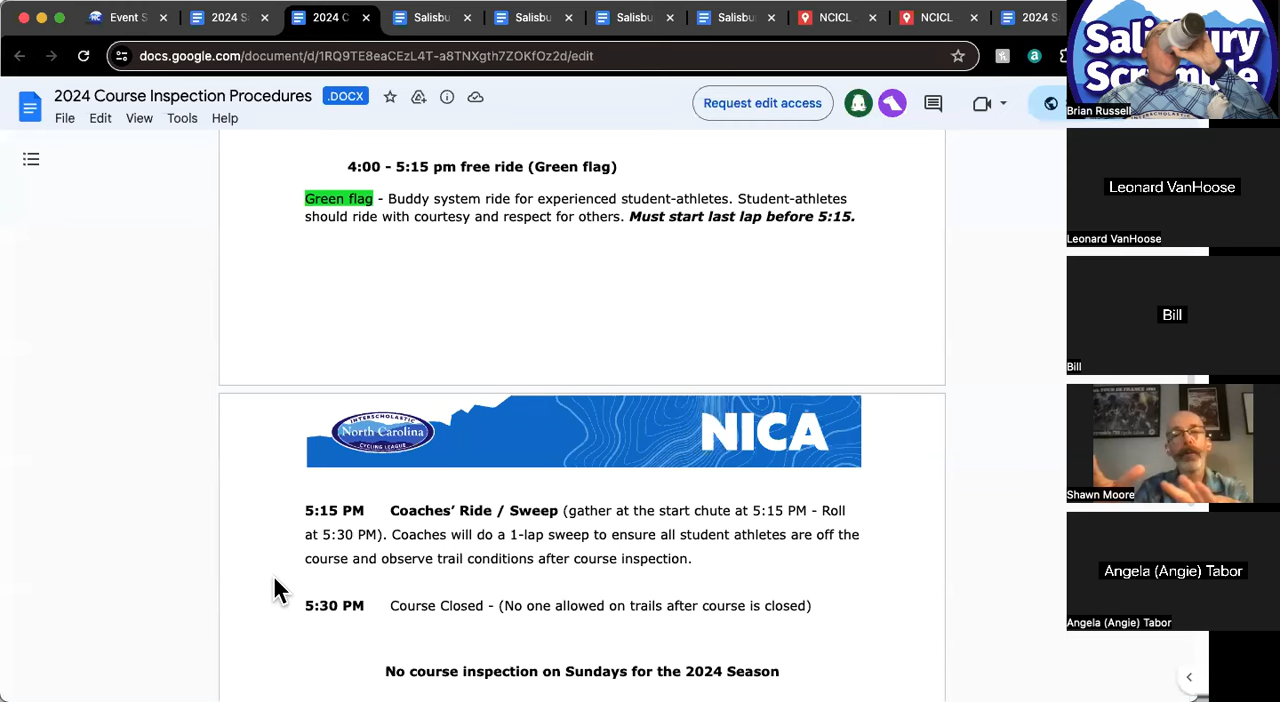 Event S
2024 S
2024 C
Salisbu
Salisbu
Salisbu
Salisbu
NCICL
NCICL
2024 S
docs.google.com/document/d/1RQ9TE8eaCEzL4T-a8TNXgth7ZOKfOz2d/edit
2024 Course Inspection Procedures
.DOCX
File Edit View Tools Help
Request edit access
4:00 - 5:15 pm free ride (Green flag)
Green flag - Buddy system ride for experienced student-athletes. Student-athletes
should ride with courtesy and respect for others. Must start last lap before 5:15.
INTERSCHOLASTIC
North Carolina
CYCLING LEAGUE
NICA
5:15 PM Coaches’ Ride / Sweep (gather at the start chute at 5:15 PM - Roll
at 5:30 PM). Coaches will do a 1-lap sweep to ensure all student athletes are off the
course and observe trail conditions after course inspection.
5:30 PM Course Closed - (No one allowed on trails after course is closed)
No course inspection on Sundays for the 2024 Season
Brian Russell
Leonard VanHoose
Leonard VanHoose
Bill
Bill
Shawn Moore
Angela (Angie) Tabor
Angela (Angie) Tabor